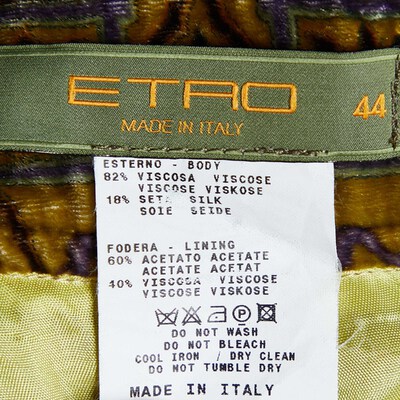 ETRO 44
MADE IN ITALY
ESTERNO - BODY
82% VISCOSA VISCOSE
VISCOSE VISKOSE
18% SETA SILK
SOIE SEIDE
FODERA - LINING
60% ACETATO ACETATE
ACETATE ACETAT
40% VISCOSA VISCOSE
VISCOSE VISKOSE
DO NOT WASH
DO NOT BLEACH
COOL IRON / DRY CLEAN
DO NOT TUMBLE DRY
MADE IN ITALY